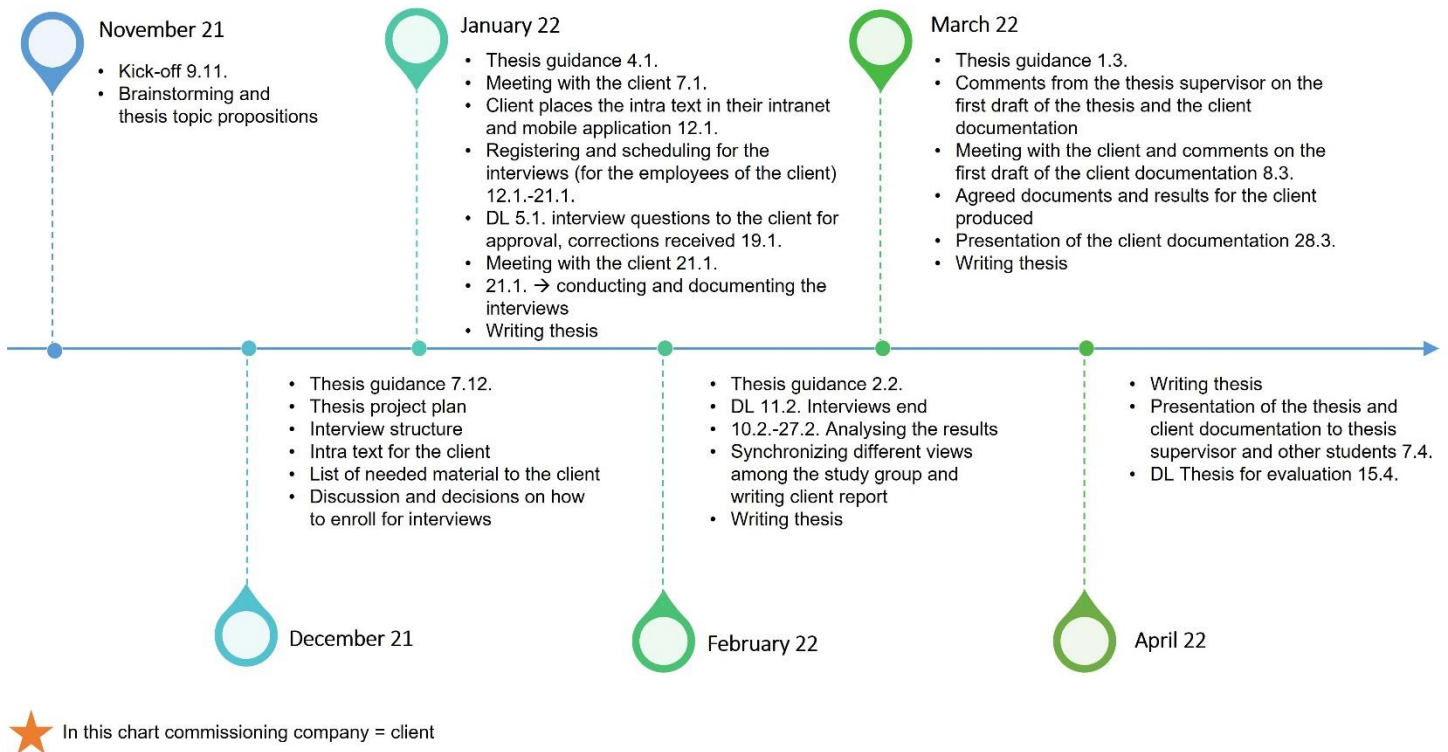 November 21
• Kick-off 9.11.
• Brainstorming and
thesis topic propositions
January 22
• Thesis guidance 4.1.
• Meeting with the client 7.1.
• Client places the intra text in their intranet
and mobile application 12.1.
• Registering and scheduling for the
interviews (for the employees of the client)
12.1.-21.1.
• DL 5.1. interview questions to the client for
approval, corrections received 19.1.
• Meeting with the client 21.1.
• 21.1. → conducting and documenting the
interviews
• Writing thesis
March 22
• Thesis guidance 1.3.
• Comments from the thesis supervisor on the
first draft of the thesis and the client
documentation
• Meeting with the client and comments on the
first draft of the client documentation 8.3.
• Agreed documents and results for the client
produced
• Presentation of the client documentation 28.3.
• Writing thesis
• Thesis guidance 7.12.
• Thesis project plan
• Interview structure
• Intra text for the client
• List of needed material to the client
• Discussion and decisions on how
to enroll for interviews
December 21
• Thesis guidance 2.2.
• DL 11.2. Interviews end
• 10.2.-27.2. Analysing the results
• Synchronizing different views
among the study group and
writing client report
• Writing thesis
February 22
• Writing thesis
• Presentation of the thesis and
client documentation to thesis
supervisor and other students 7.4.
• DL Thesis for evaluation 15.4.
April 22
In this chart commissioning company = client